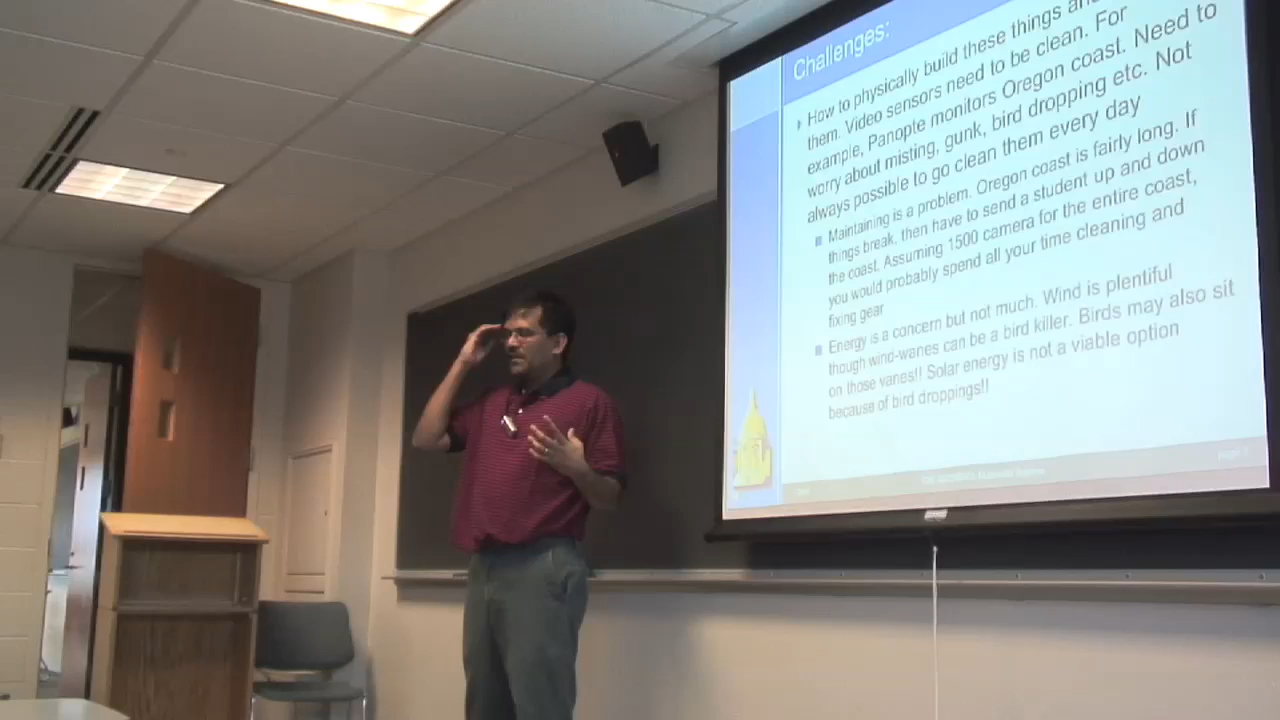 Challenges:
How to physically build these things and
them. Video sensors need to be clean. For
example, Panopte monitors Oregon coast. Need to
worry about misting, gunk, bird dropping etc. Not
always possible to go clean them every day
Maintaining is a problem. Oregon coast is fairly long. If
things break, then have to send a student up and down
the coast. Assuming 1500 camera for the entire coast,
you would probably spend all your time cleaning and
fixing gear
Energy is a concern but not much. Wind is plentiful
though wind-wanes can be a bird killer. Birds may also sit
on those vanes!! Solar energy is not a viable option
because of bird droppings!!